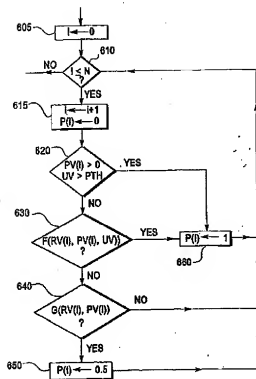 605
I ← 0
610
NO
I ≤ N
?
YES
615
I ← I+1
P(I) ← 0
620
PV(I) > 0
UV > PTH
YES
NO
630
F(RV(I), PV(I), UV))
?
YES
P(I) ← 1
660
NO
640
G(RV(I), PV(I))
?
NO
YES
650
P(I) ← 0.5